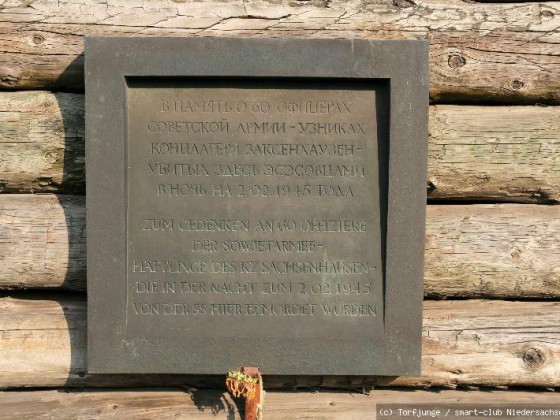 В ПАМЯТЬ О 60 ОФИЦЕРАХ
СОВЕТСКОЙ АРМИИ - УЗНИКАХ
КОНЦЛАГЕРЯ ЗАКСЕНХАУЗЕН -
УБИТЫХ ЗДЕСЬ ЭСЭСОВЦАМИ
В НОЧЬ НА 2.02.1945 ГОДА
ZUM GEDENKEN AN 60 OFFIZIERE
DER SOWJETARMEE -
HÄFTLINGE DES KZ SACHSENHAUSEN -
DIE IN DER NACHT ZUM 2.02.1945
VON DER SS HIER ERMORDET WURDEN
(c) Torfjunge / smart-club Niedersachs